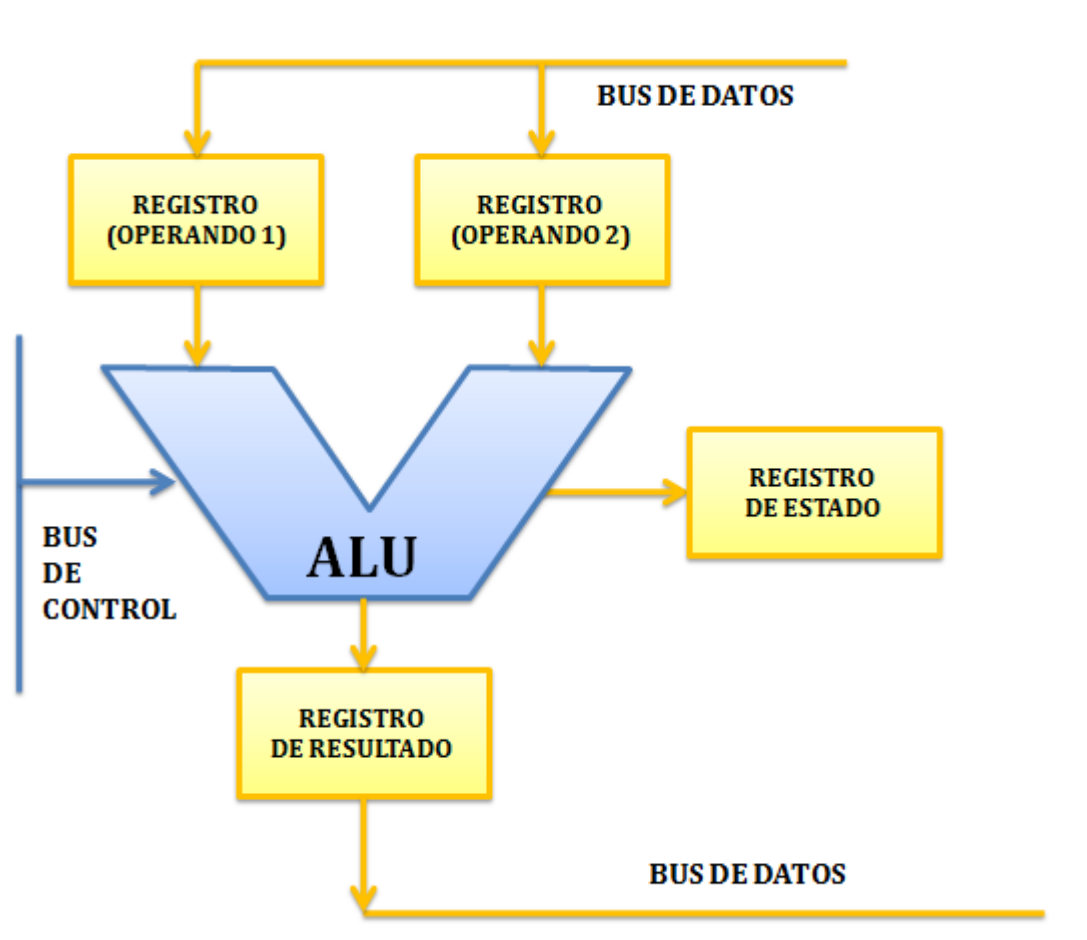 BUS DE DATOS
REGISTRO
(OPERANDO 1)
REGISTRO
(OPERANDO 2)
REGISTRO
DE ESTADO
BUS
DE
CONTROL
ALU
REGISTRO
DE RESULTADO
BUS DE DATOS